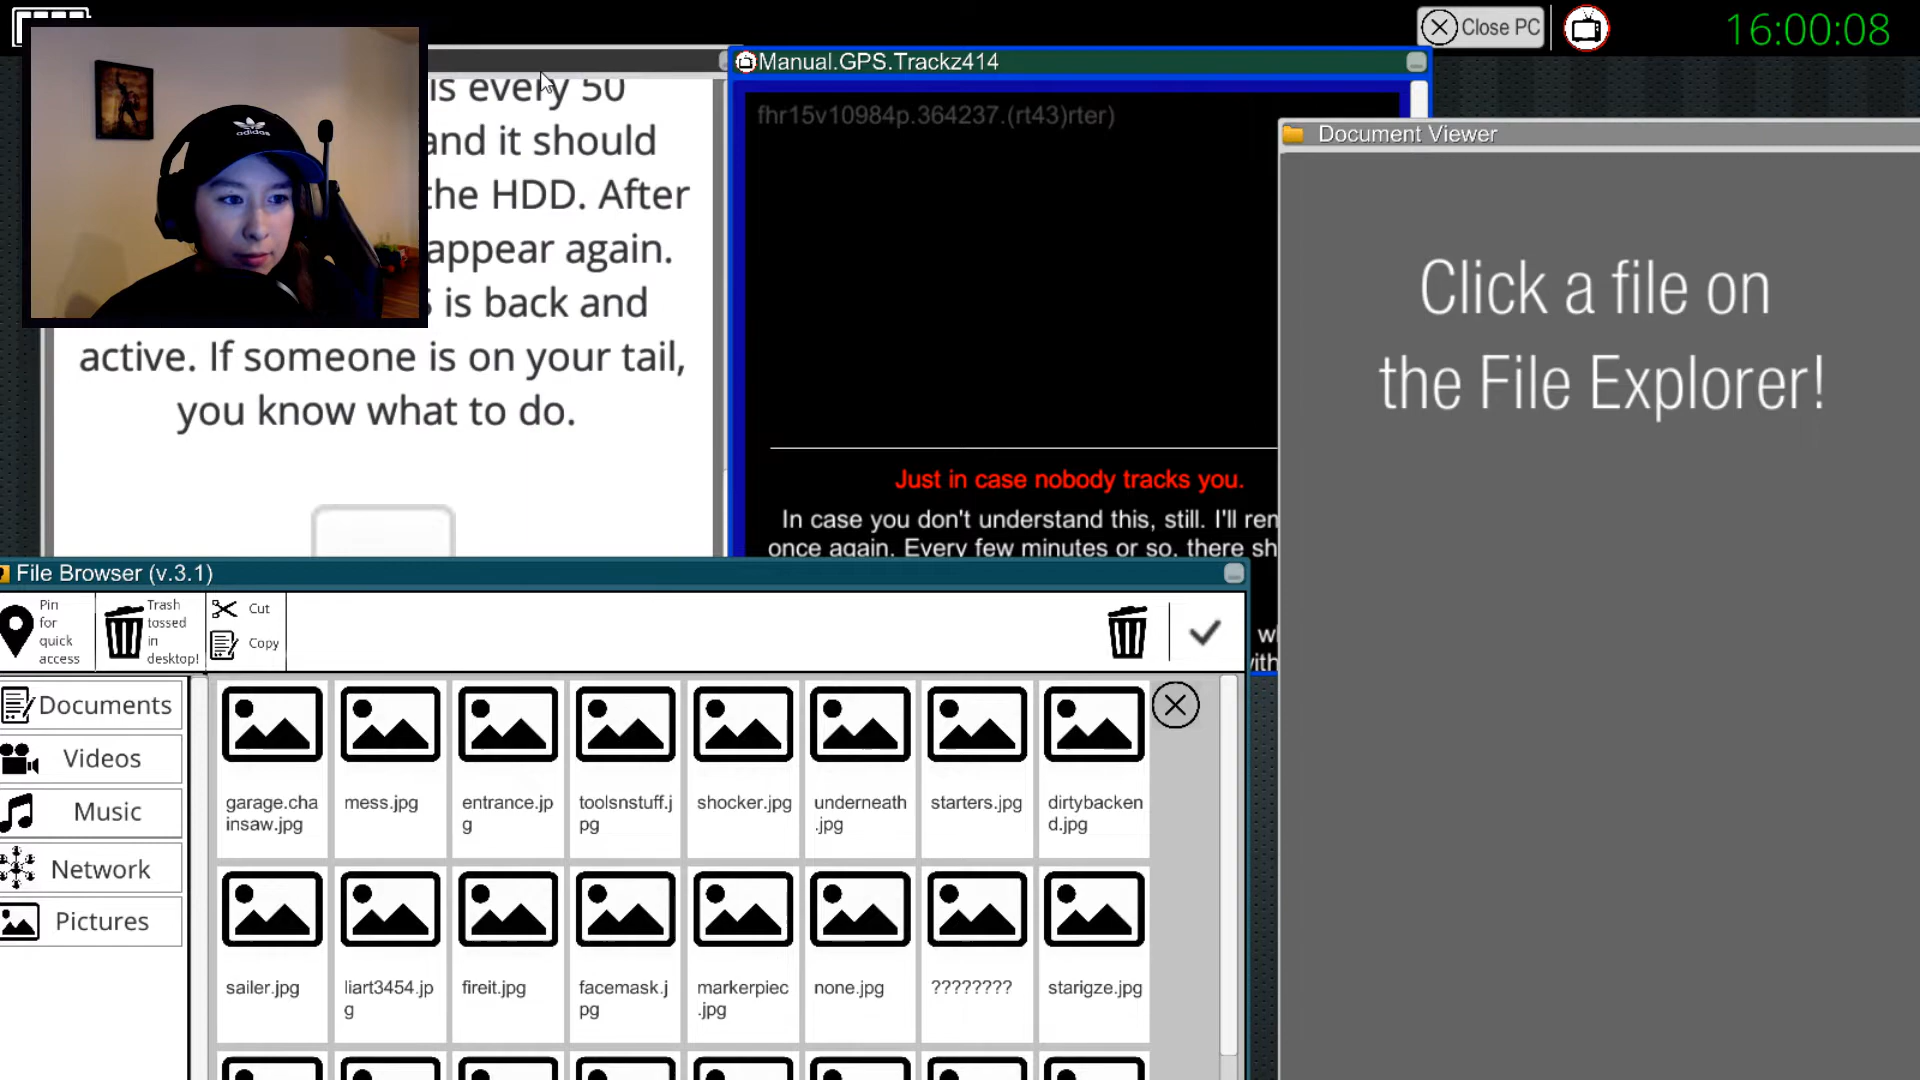 Close PC
16:00:08
adidas
is every 50
and it should
the HDD. After
appear again.
is back and
active. If someone is on your tail,
you know what to do.
Manual.GPS.Trackz414
fhr15v10984p.364237.(rt43)rter)
Just in case nobody tracks you.
In case you don't understand this, still. I'll rem
once again. Every few minutes or so, there sh
Document Viewer
Click a file on
the File Explorer!
File Browser (v.3.1)
Pin
for
quick
access
Trash
tossed
in
desktop!
Cut
Copy
Documents
Videos
Music
Network
Pictures
garage.cha
insaw.jpg
mess.jpg
entrance.jp
g
toolsnstuff.j
pg
shocker.jpg
underneath
.jpg
starters.jpg
dirtybacken
d.jpg
sailer.jpg
liart3454.jp
g
fireit.jpg
facemask.j
pg
markerpiec
.jpg
none.jpg
????????
starigze.jpg